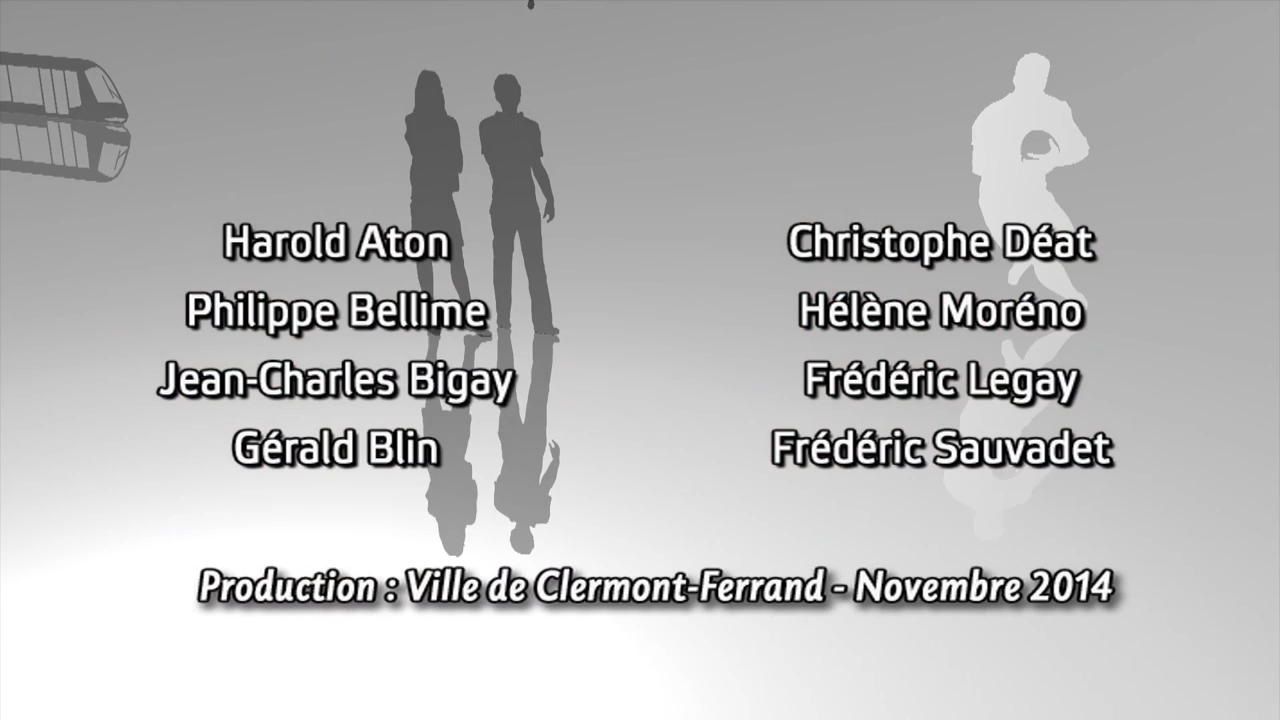 Harold Aton
Philippe Bellime
Jean-Charles Bigay
Gérald Blin
Christophe Déat
Hélène Moréno
Frédéric Legay
Frédéric Sauvadet
Production : Ville de Clermont-Ferrand - Novembre 2014